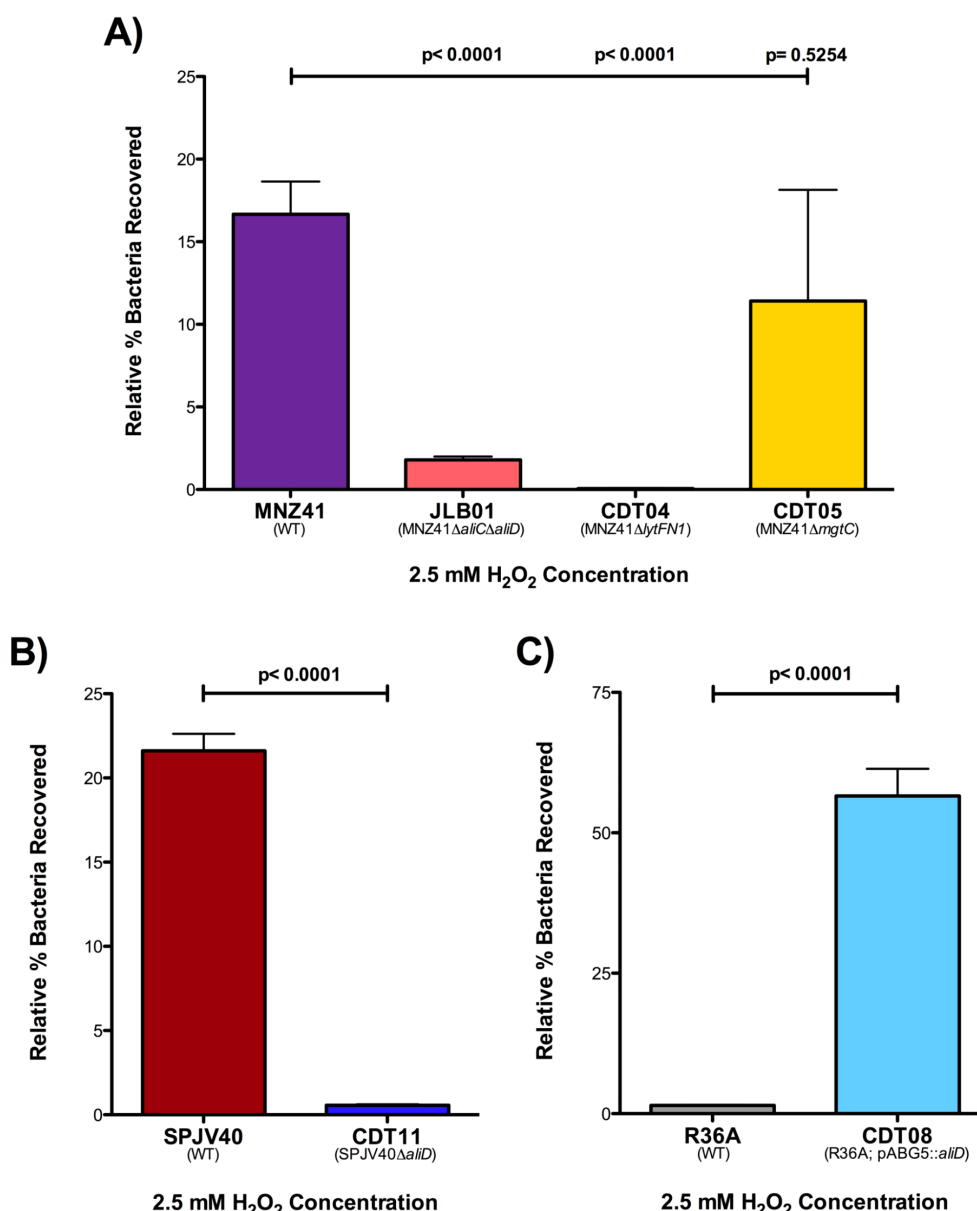 A)
p< 0.0001 p< 0.0001 p= 0.5254
25
20
15
10
5
0
Relative % Bacteria Recovered
MNZ41 JLB01 CDT04 CDT05
(WT) (MNZ41ΔaliCΔaliD) (MNZ41ΔlytFN1) (MNZ41ΔmgtC)
2.5 mM H₂O₂ Concentration
B)
p< 0.0001
25
20
15
10
5
0
Relative % Bacteria Recovered
SPJV40 CDT11
(WT) (SPJV40ΔaliD)
2.5 mM H₂O₂ Concentration
C)
p< 0.0001
75
50
25
0
Relative % Bacteria Recovered
R36A CDT08
(WT) (R36A; pABG5::aliD)
2.5 mM H₂O₂ Concentration